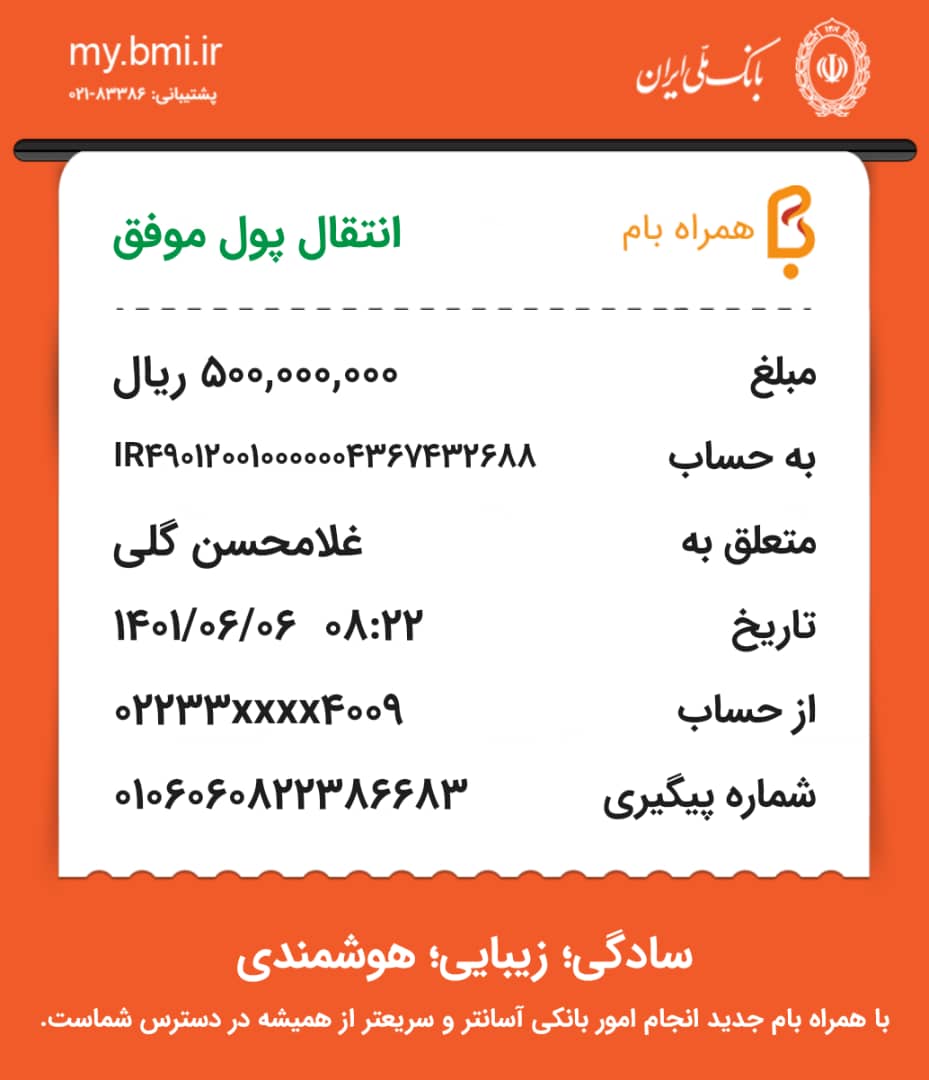 بانک ملّی ایران
my.bmi.ir
پشتیبانی: ۸۳۳۸۶-۰۲۱
همراه بام
انتقال پول موفق
مبلغ ۵۰۰,۰۰۰,۰۰۰ ریال
به حساب IR۴۹۰۱۲۰۰۱۰۰۰۰۰۰۴۳۶۷۴۳۲۶۸۸
متعلق به غلامحسن گلی
تاریخ ۱۴۰۱/۰۶/۰۶ ۰۸:۲۲
از حساب ۰۲۲۳۳xxxx۴۰۰۹
شماره پیگیری ۰۱۰۶۰۶۰۸۲۲۳۸۶۶۸۳
سادگی؛ زیبایی؛ هوشمندی
با همراه بام جدید انجام امور بانکی آسانتر و سریعتر از همیشه در دسترس شماست.